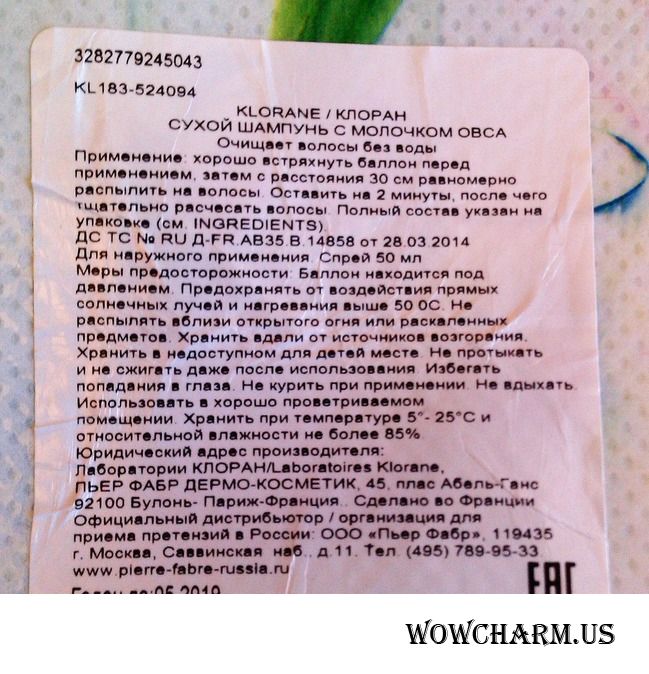 3282779245043
KL183-524094
KLORANE / КЛОРАН
СУХОЙ ШАМПУНЬ С МОЛОЧКОМ ОВСА
Очищает волосы без воды
Применение: хорошо встряхнуть баллон перед
применением, затем с расстояния 30 см равномерно
распылить на волосы. Оставить на 2 минуты, после чего
тщательно расчесать волосы. Полный состав указан на
упаковке (см. INGREDIENTS).
ДС ТС № RU Д-FR.АВ35.В.14858 от 28.03.2014
Для наружного применения. Спрей 50 мл
Меры предосторожности: Баллон находится под
давлением. Предохранять от воздействия прямых
солнечных лучей и нагревания выше 50 0С. Не
распылять вблизи открытого огня или раскаленных
предметов. Хранить вдали от источников возгорания.
Хранить в недоступном для детей месте. Не протыкать
и не сжигать даже после использования. Избегать
попадания в глаза. Не курить при применении. Не вдыхать.
Использовать в хорошо проветриваемом
помещении. Хранить при температуре 5°- 25°С и
относительной влажности не более 85%
Юридический адрес производителя:
Лаборатории КЛОРАН/Laboratoires Klorane,
ПЬЕР ФАБР ДЕРМО-КОСМЕТИК, 45, плас Абель-Ганс
92100 Булонь- Париж-Франция.. Сделано во Франции
Официальный дистрибьютор / организация для
приема претензий в России: ООО «Пьер Фабр», 119435
г. Москва, Саввинская наб., д.11. Тел. (495) 789-95-33
www.pierre-fabre-russia.ru
EAC
Годен до:05.2019
WOWCHARM.US